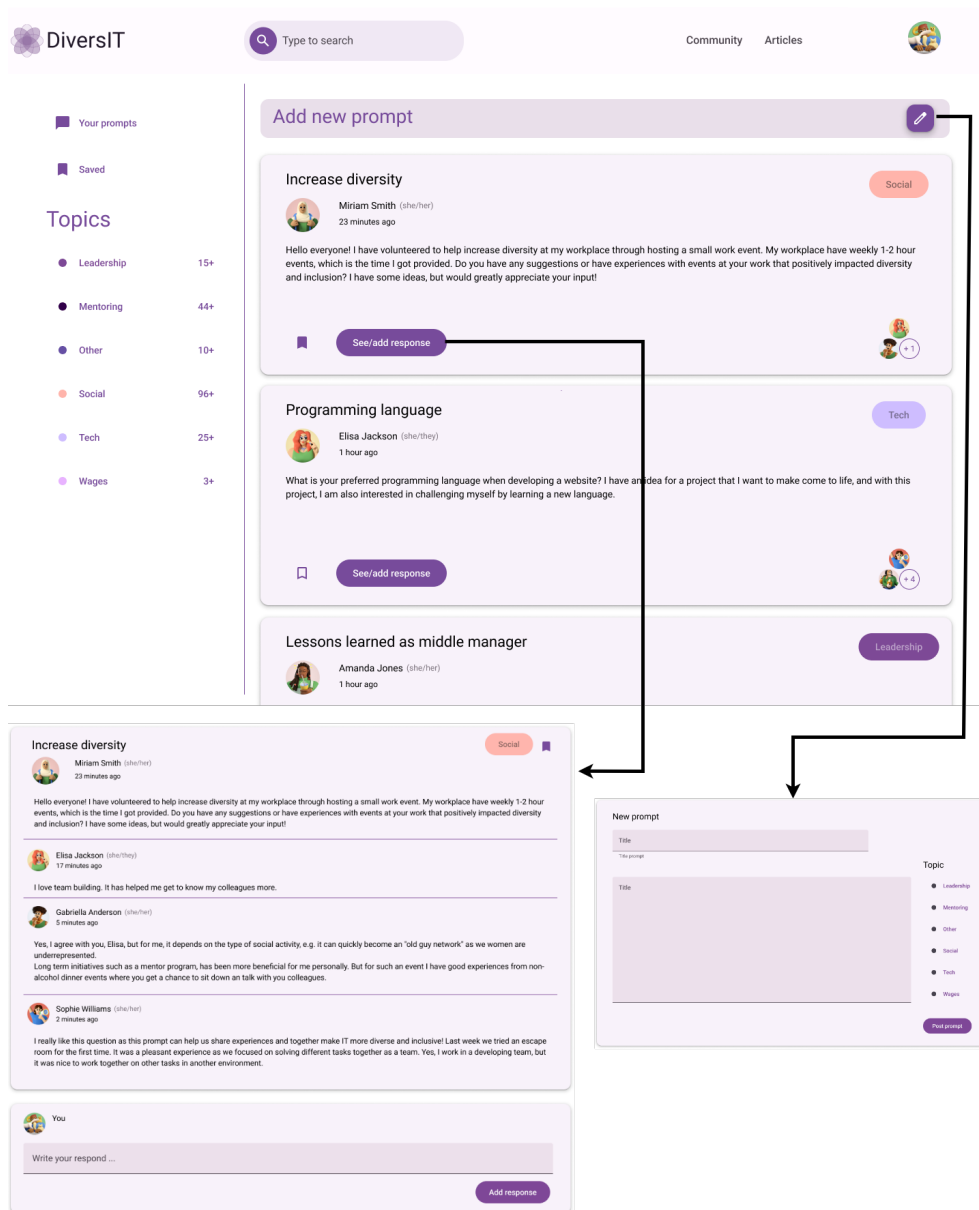 DiversIT
Type to search
Community
Articles
Your prompts
Saved
Topics
Leadership 15+
Mentoring 44+
Other 10+
Social 96+
Tech 25+
Wages 3+
Add new prompt
Increase diversity
Social
Miriam Smith (she/her)
23 minutes ago
Hello everyone! I have volunteered to help increase diversity at my workplace through hosting a small work event. My workplace have weekly 1-2 hour
events, which is the time I got provided. Do you have any suggestions or have experiences with events at your work that positively impacted diversity
and inclusion? I have some ideas, but would greatly appreciate your input!
See/add response
+ 1
Programming language
Tech
Elisa Jackson (she/they)
1 hour ago
What is your preferred programming language when developing a website? I have an idea for a project that I want to make come to life, and with this
project, I am also interested in challenging myself by learning a new language.
See/add response
+ 4
Lessons learned as middle manager
Leadership
Amanda Jones (she/her)
1 hour ago
Increase diversity
Social
Miriam Smith (she/her)
23 minutes ago
Hello everyone! I have volunteered to help increase diversity at my workplace through hosting a small work event. My workplace have weekly 1-2 hour
events, which is the time I got provided. Do you have any suggestions or have experiences with events at your work that positively impacted diversity
and inclusion? I have some ideas, but would greatly appreciate your input!
Elisa Jackson (she/they)
17 minutes ago
I love team building. It has helped me get to know my colleagues more.
Gabriella Anderson (she/her)
5 minutes ago
Yes, I agree with you, Elisa, but for me, it depends on the type of social activity, e.g. it can quickly become an "old guy network" as we women are
underrepresented.
Long term initiatives such as a mentor program, has been more beneficial for me personally. But for such an event I have good experiences from non-
alcohol dinner events where you get a chance to sit down an talk with you colleagues.
Sophie Williams (she/her)
2 minutes ago
I really like this question as this prompt can help us share experiences and together make IT more diverse and inclusive! Last week we tried an escape
room for the first time. It was a pleasant experience as we focused on solving different tasks together as a team. Yes, I work in a developing team, but
it was nice to work together on other tasks in another environment.
You
Write your respond ...
Add response
New prompt
Title
Title prompt
Title
Topic
Leadership
Mentoring
Other
Social
Tech
Wages
Post prompt